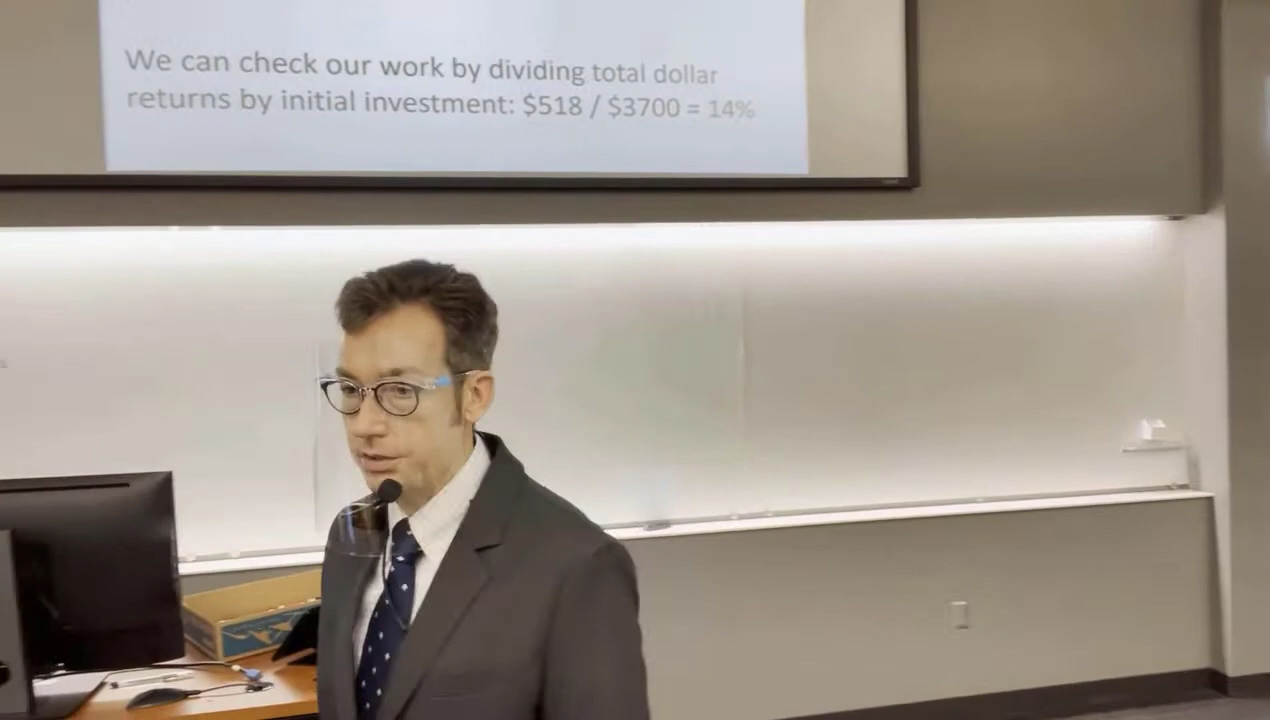 We can check our work by dividing total dollar
returns by initial investment: $518 / $3700 = 14%